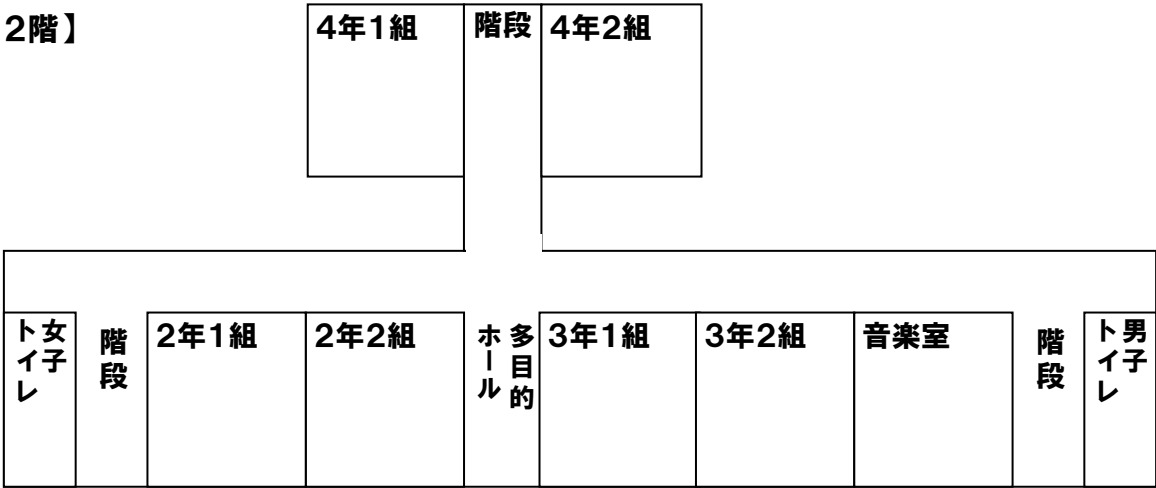 2階】
4年1組
階段
4年2組
女子
トイレ
階段
2年1組
2年2組
多目的
ホール
3年1組
3年2組
音楽室
階段
男子
トイレ